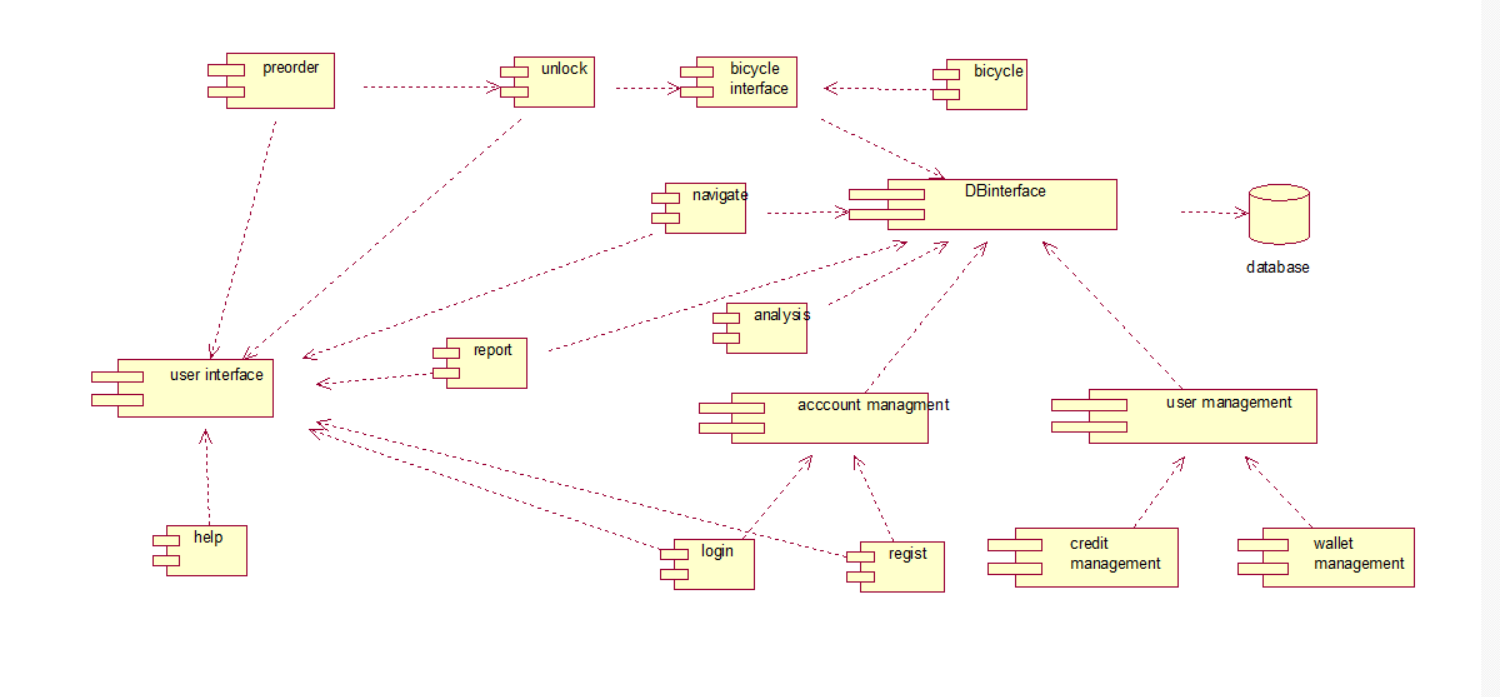 preorder
unlock
bicycle
interface
bicycle
navigate
DBinterface
database
analysis
report
user interface
acccount managment
user management
help
login
regist
credit
management
wallet
management